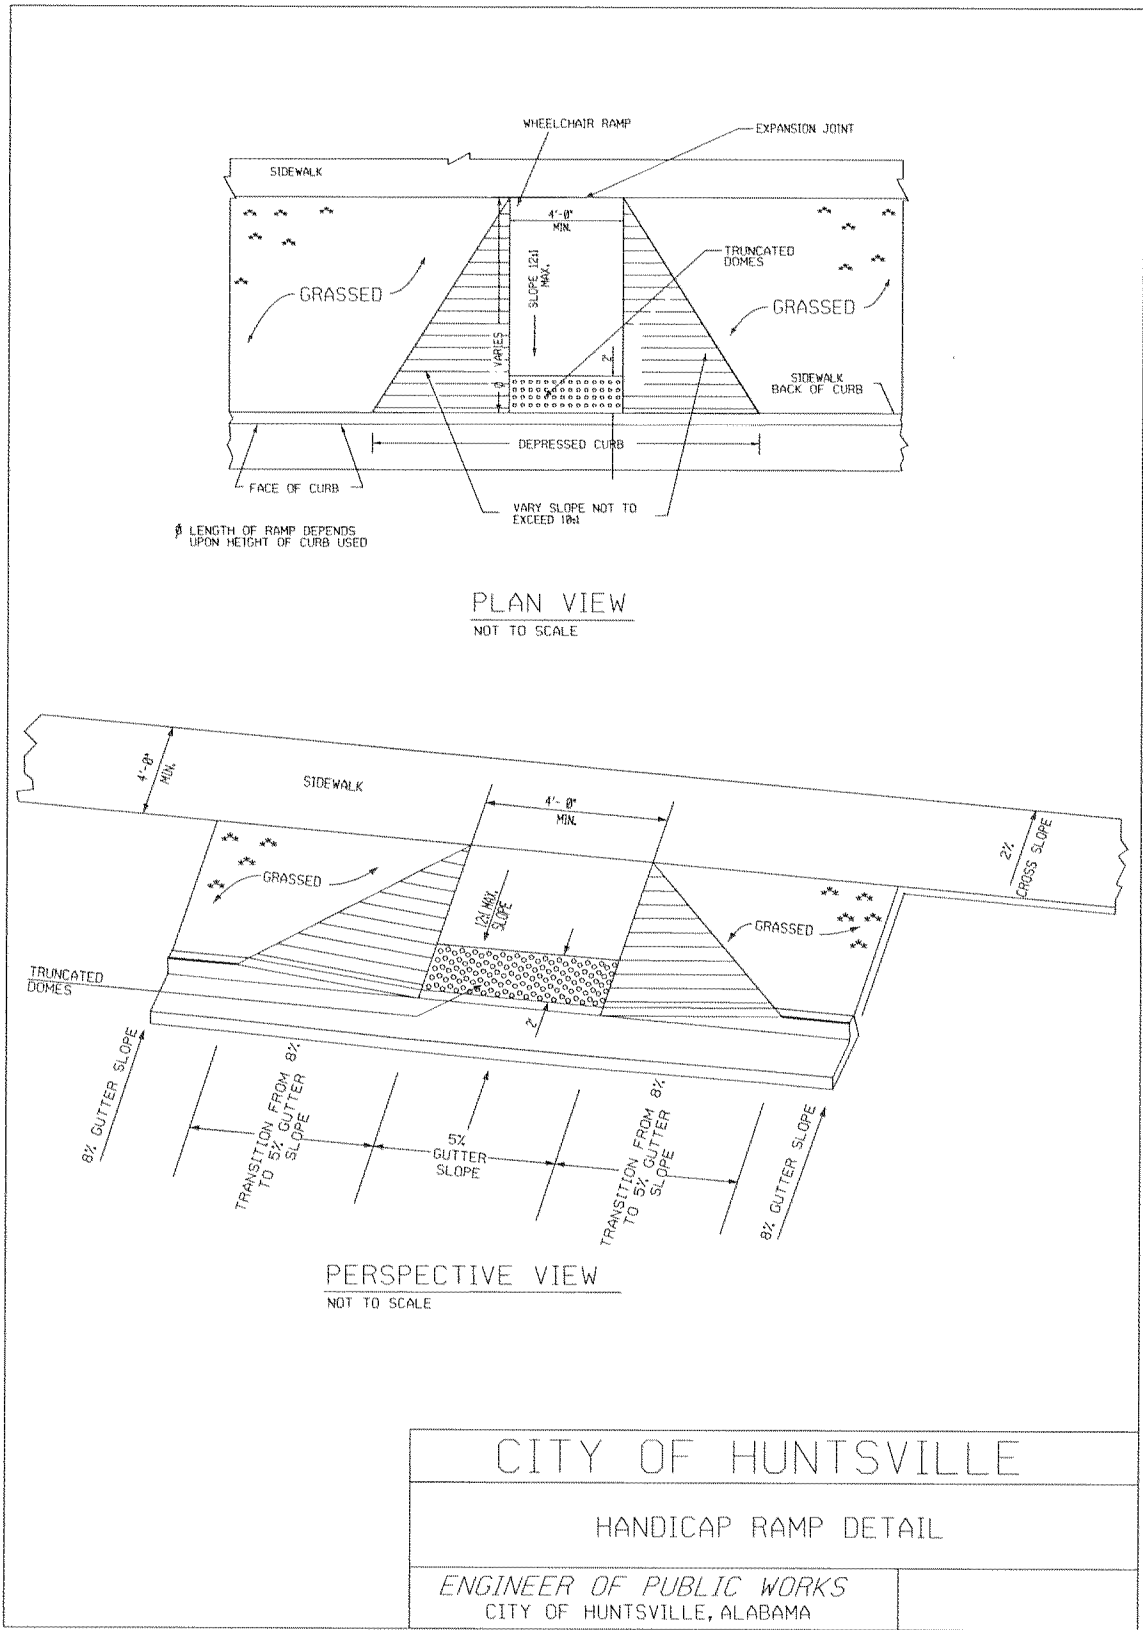 WHEELCHAIR RAMP
EXPANSION JOINT
SIDEWALK
4'-0"
MIN.
SLOPE 12:1
MAX.
TRUNCATED
DOMES
GRASSED
GRASSED
Ø VARIES
2'
SIDEWALK
BACK OF CURB
DEPRESSED CURB
FACE OF CURB
VARY SLOPE NOT TO
EXCEED 10:1
Ø LENGTH OF RAMP DEPENDS
UPON HEIGHT OF CURB USED
PLAN VIEW
NOT TO SCALE
4'-0"
MIN.
SIDEWALK
4'-0"
MIN.
2%
CROSS SLOPE
GRASSED
12:1 MAX.
SLOPE
GRASSED
TRUNCATED
DOMES
2'
8% GUTTER SLOPE
TRANSITION FROM 8%
TO 5% GUTTER
SLOPE
5%
GUTTER
SLOPE
TRANSITION FROM 8%
TO 5% GUTTER
SLOPE
8% GUTTER SLOPE
PERSPECTIVE VIEW
NOT TO SCALE
CITY OF HUNTSVILLE
HANDICAP RAMP DETAIL
ENGINEER OF PUBLIC WORKS
CITY OF HUNTSVILLE, ALABAMA